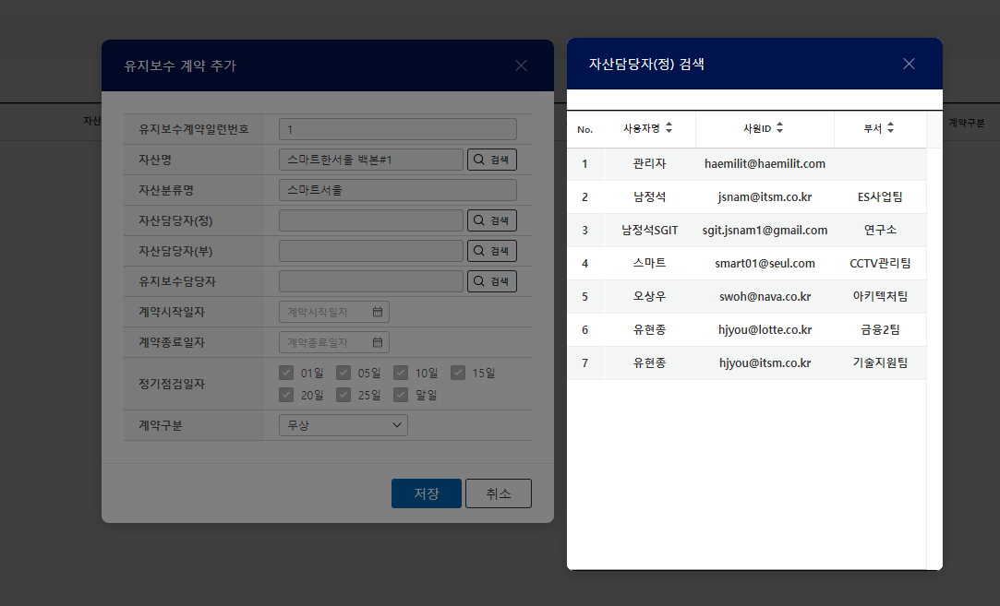 유지보수 계약 추가
유지보수계약일련번호 1
자산명 스마트한서울 백본#1 검색
자산분류명 스마트서울
자산담당자(정) 검색
자산담당자(부) 검색
유지보수담당자 검색
계약시작일자 계약시작일자
계약종료일자 계약종료일자
정기점검일자 01일 05일 10일 15일
20일 25일 말일
계약구분 무상
저장 취소
자산담당자(정) 검색
No. 사용자명 사원ID 부서
1 관리자 haemilit@haemilit.com
2 남정석 jsnam@itsm.co.kr ES사업팀
3 남정석SGIT sgit.jsnam1@gmail.com 연구소
4 스마트 smart01@seul.com CCTV관리팀
5 오상우 swoh@nava.co.kr 아키텍처팀
6 유현종 hjyou@lotte.co.kr 금융2팀
7 유현종 hjyou@itsm.co.kr 기술지원팀
자산
계약구분